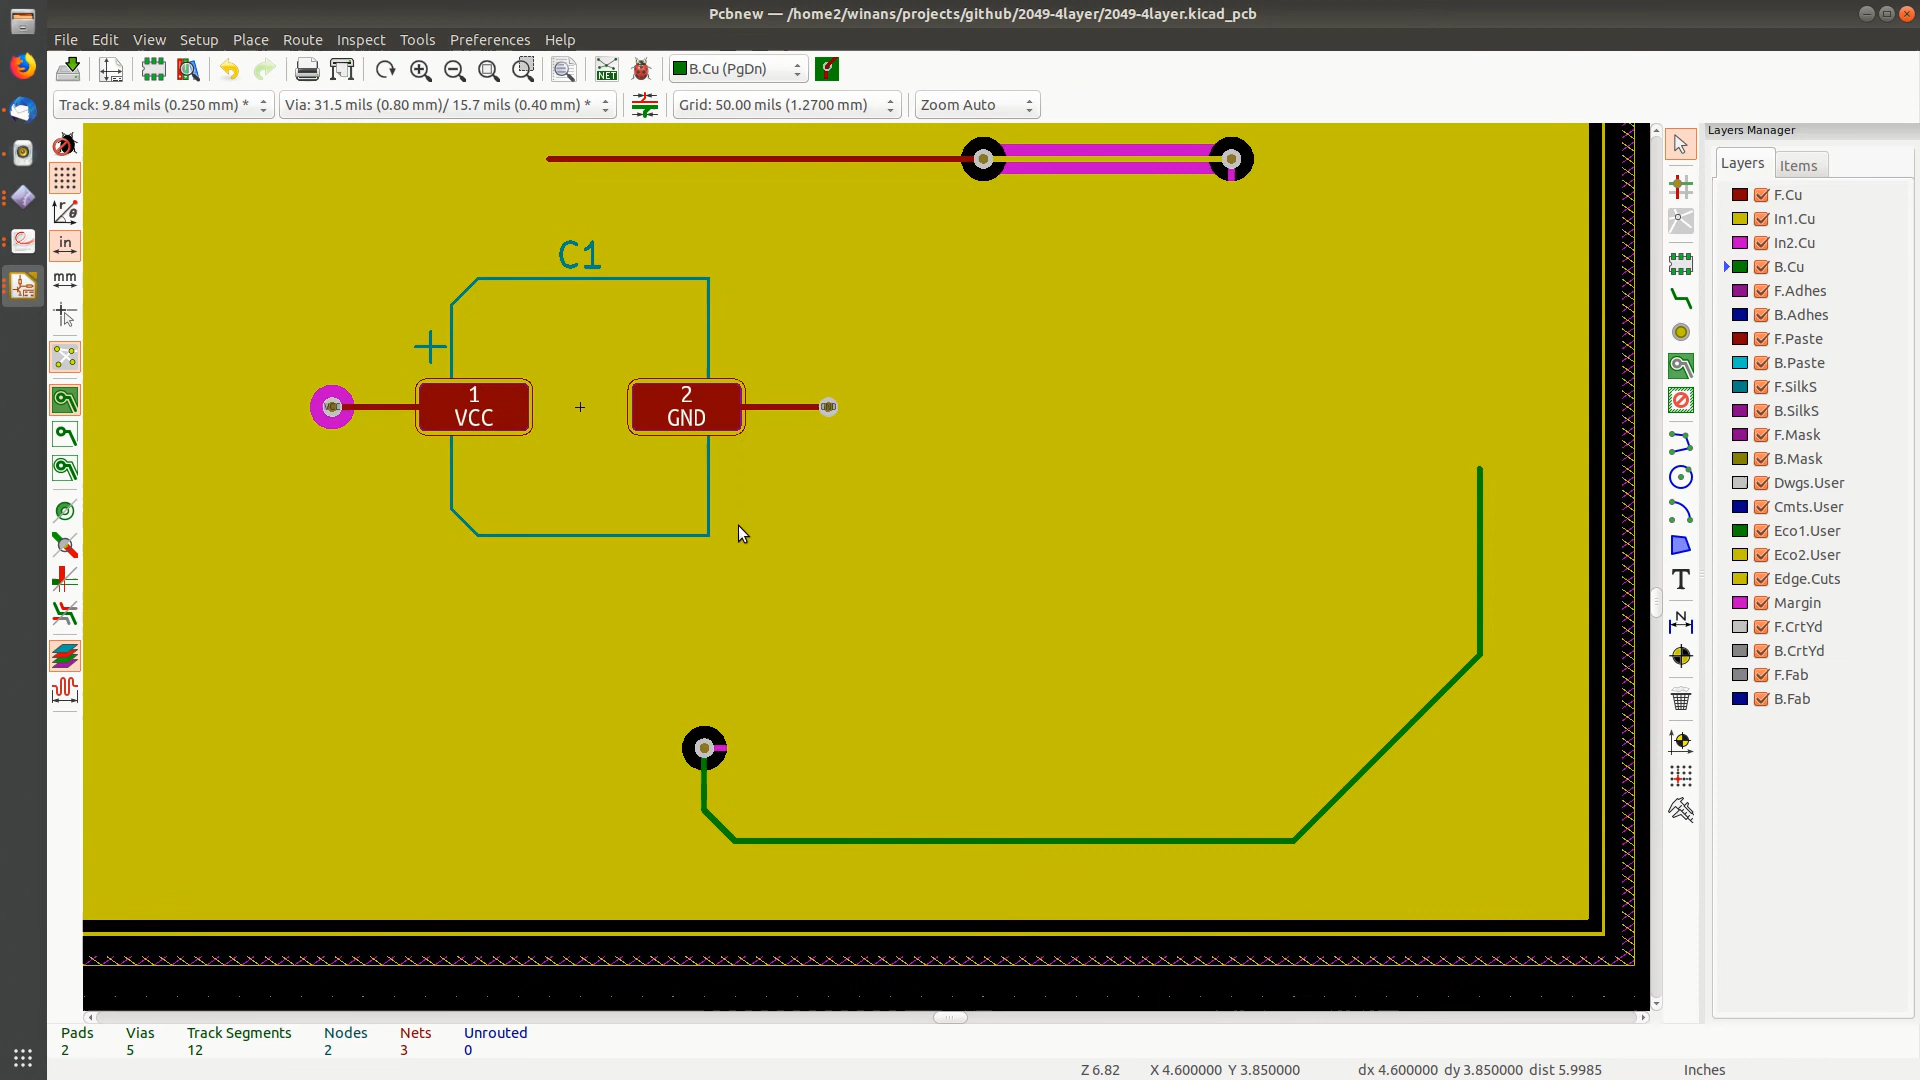 Pcbnew — /home2/winans/projects/github/2049-4layer/2049-4layer.kicad_pcb
File Edit View Setup Place Route Inspect Tools Preferences Help
NET B.Cu (PgDn)
Track: 9.84 mils (0.250 mm) * Via: 31.5 mils (0.80 mm)/ 15.7 mils (0.40 mm) * Grid: 50.00 mils (1.2700 mm) Zoom Auto
Layers Manager
Layers Items
F.Cu
In1.Cu
In2.Cu
B.Cu
F.Adhes
B.Adhes
F.Paste
B.Paste
F.SilkS
B.SilkS
F.Mask
B.Mask
Dwgs.User
Cmts.User
Eco1.User
Eco2.User
Edge.Cuts
Margin
F.CrtYd
B.CrtYd
F.Fab
B.Fab
in
mm
C1
+
VCC
1
VCC
2
GND
GND
T
N
Pads Vias Track Segments Nodes Nets Unrouted
2 5 12 2 3 0
Z 6.82 X 4.600000 Y 3.850000 dx 4.600000 dy 3.850000 dist 5.9985 Inches